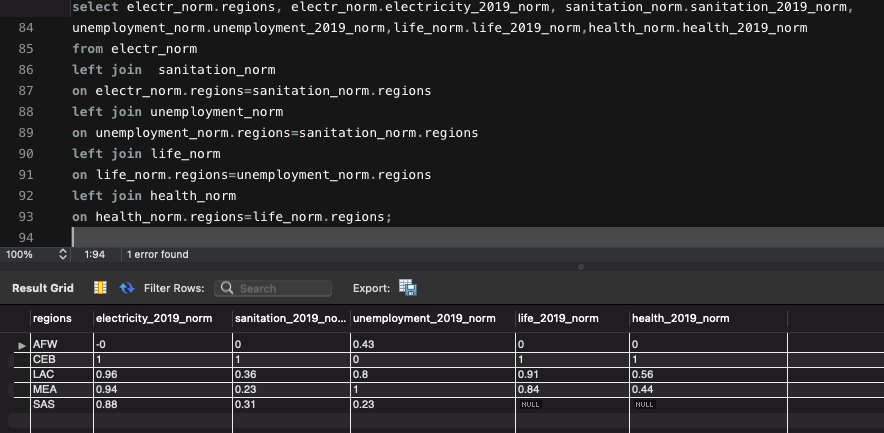 select electr_norm.regions, electr_norm.electricity_2019_norm, sanitation_norm.sanitation_2019_norm,
84 unemployment_norm.unemployment_2019_norm,life_norm.life_2019_norm,health_norm.health_2019_norm
85 from electr_norm
86 left join  sanitation_norm
87 on electr_norm.regions=sanitation_norm.regions
88 left join unemployment_norm
89 on unemployment_norm.regions=sanitation_norm.regions
90 left join life_norm
91 on life_norm.regions=unemployment_norm.regions
92 left join health_norm
93 on health_norm.regions=life_norm.regions;
94
100% 1:94 1 error found
Result Grid Filter Rows: Search Export:
regions electricity_2019_norm sanitation_2019_no... unemployment_2019_norm life_2019_norm health_2019_norm
AFW -0 0 0.43 0 0
CEB 1 1 0 1 1
LAC 0.96 0.36 0.8 0.91 0.56
MEA 0.94 0.23 1 0.84 0.44
SAS 0.88 0.31 0.23 NULL NULL